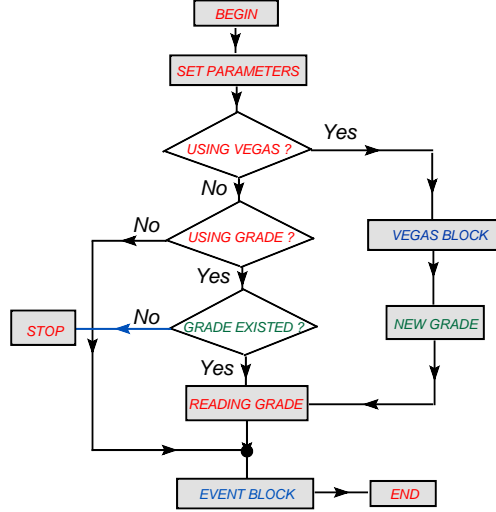 BEGIN
SET PARAMETERS
USING VEGAS ?
Yes
No
USING GRADE ?
No
VEGAS BLOCK
Yes
GRADE EXISTED ?
No
STOP
NEW GRADE
Yes
READING GRADE
EVENT BLOCK
END